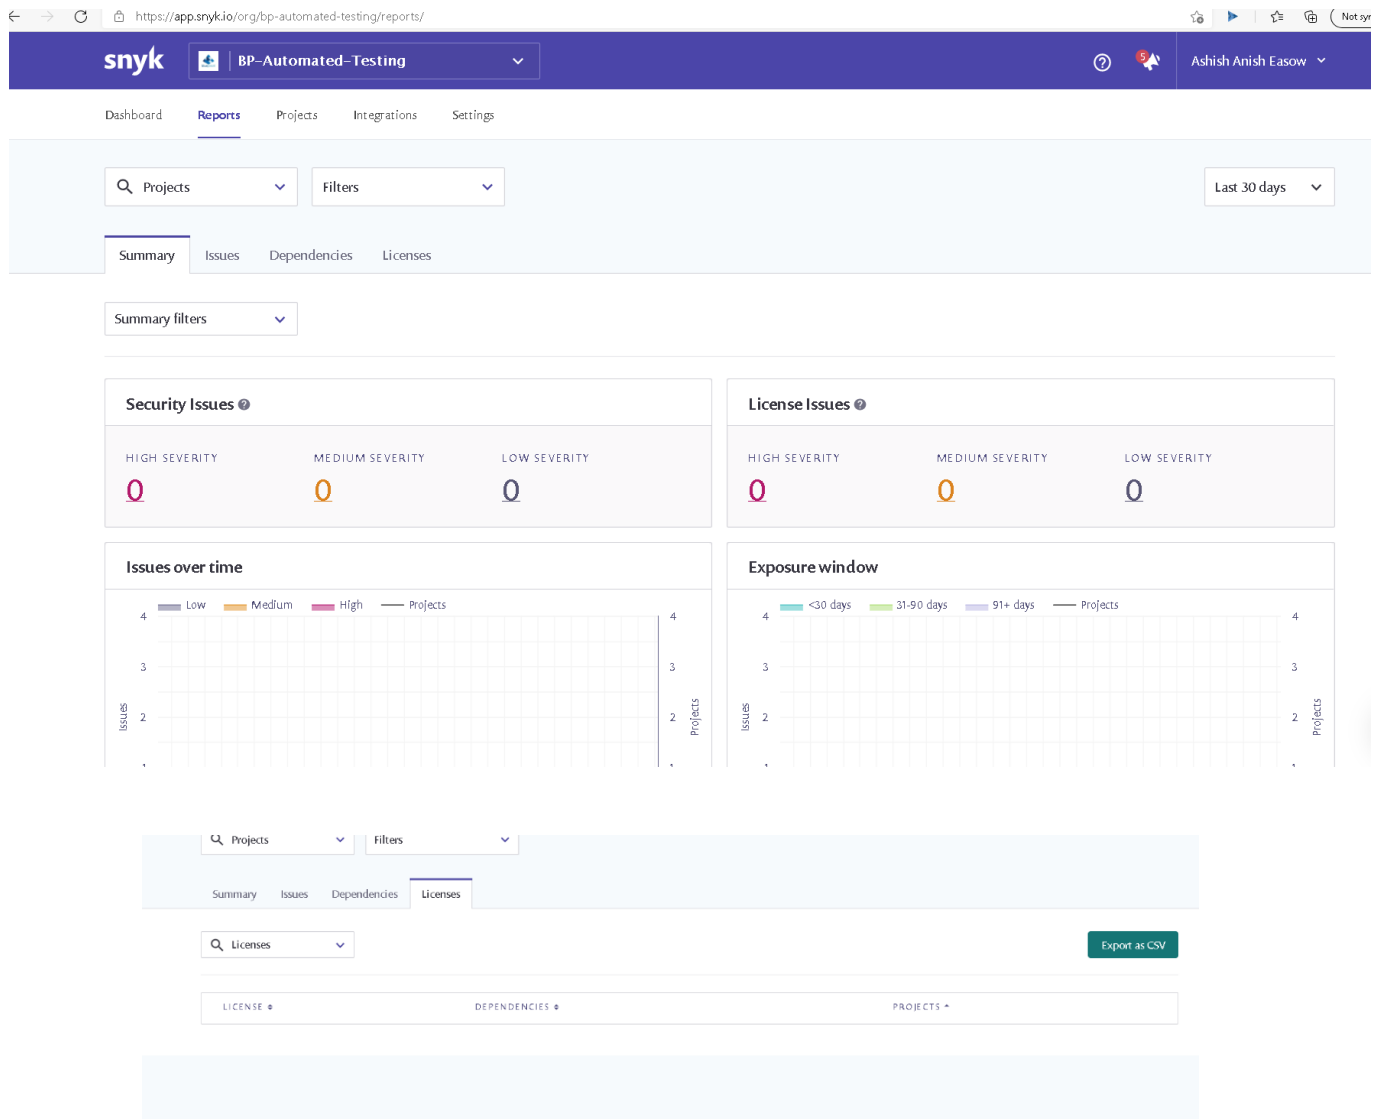 https://app.snyk.io/org/bp-automated-testing/reports/
Not syn
snyk BP-Automated-Testing 5 Ashish Anish Easow
Dashboard Reports Projects Integrations Settings
Projects Filters Last 30 days
Summary Issues Dependencies Licenses
Summary filters
Security Issues License Issues
HIGH SEVERITY MEDIUM SEVERITY LOW SEVERITY HIGH SEVERITY MEDIUM SEVERITY LOW SEVERITY
0 0 0 0 0 0
Issues over time Exposure window
Low Medium High Projects <30 days 31-90 days 91+ days Projects
4 4 4 4
3 3 3 3
Issues 2 2 Projects Issues 2 2 Projects
1 1 1 1
Projects Filters
Summary Issues Dependencies Licenses
Licenses Export as CSV
LICENSE DEPENDENCIES PROJECTS